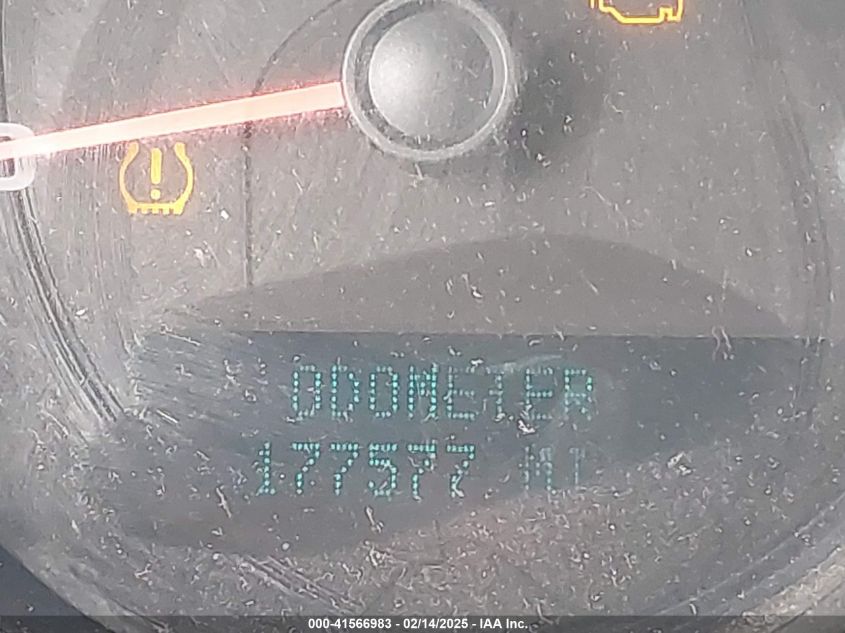 ODOMETER
177577 MI
000-41566983 - 02/14/2025 - IAA Inc.